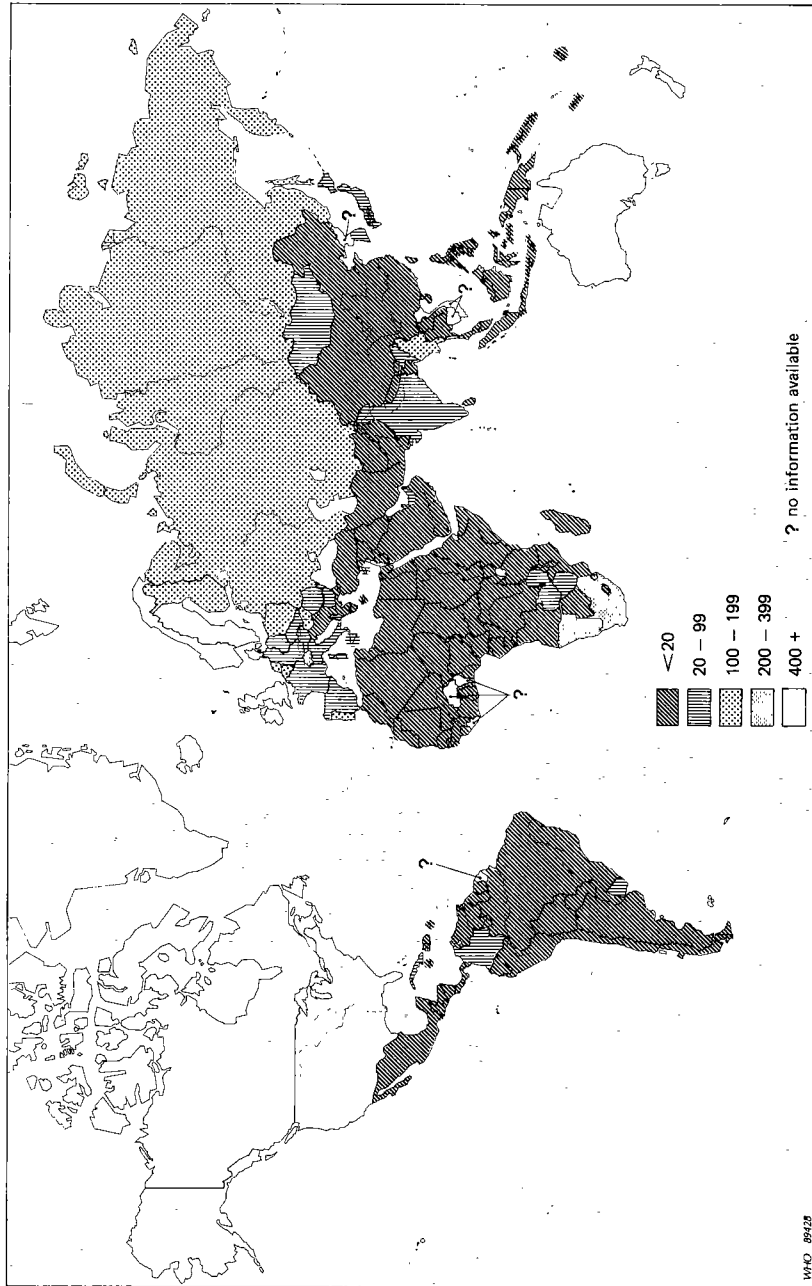 ?
?
?
?
<20
20 – 99
100 – 199
200 – 399
400 +
? no information available
WHO 89428